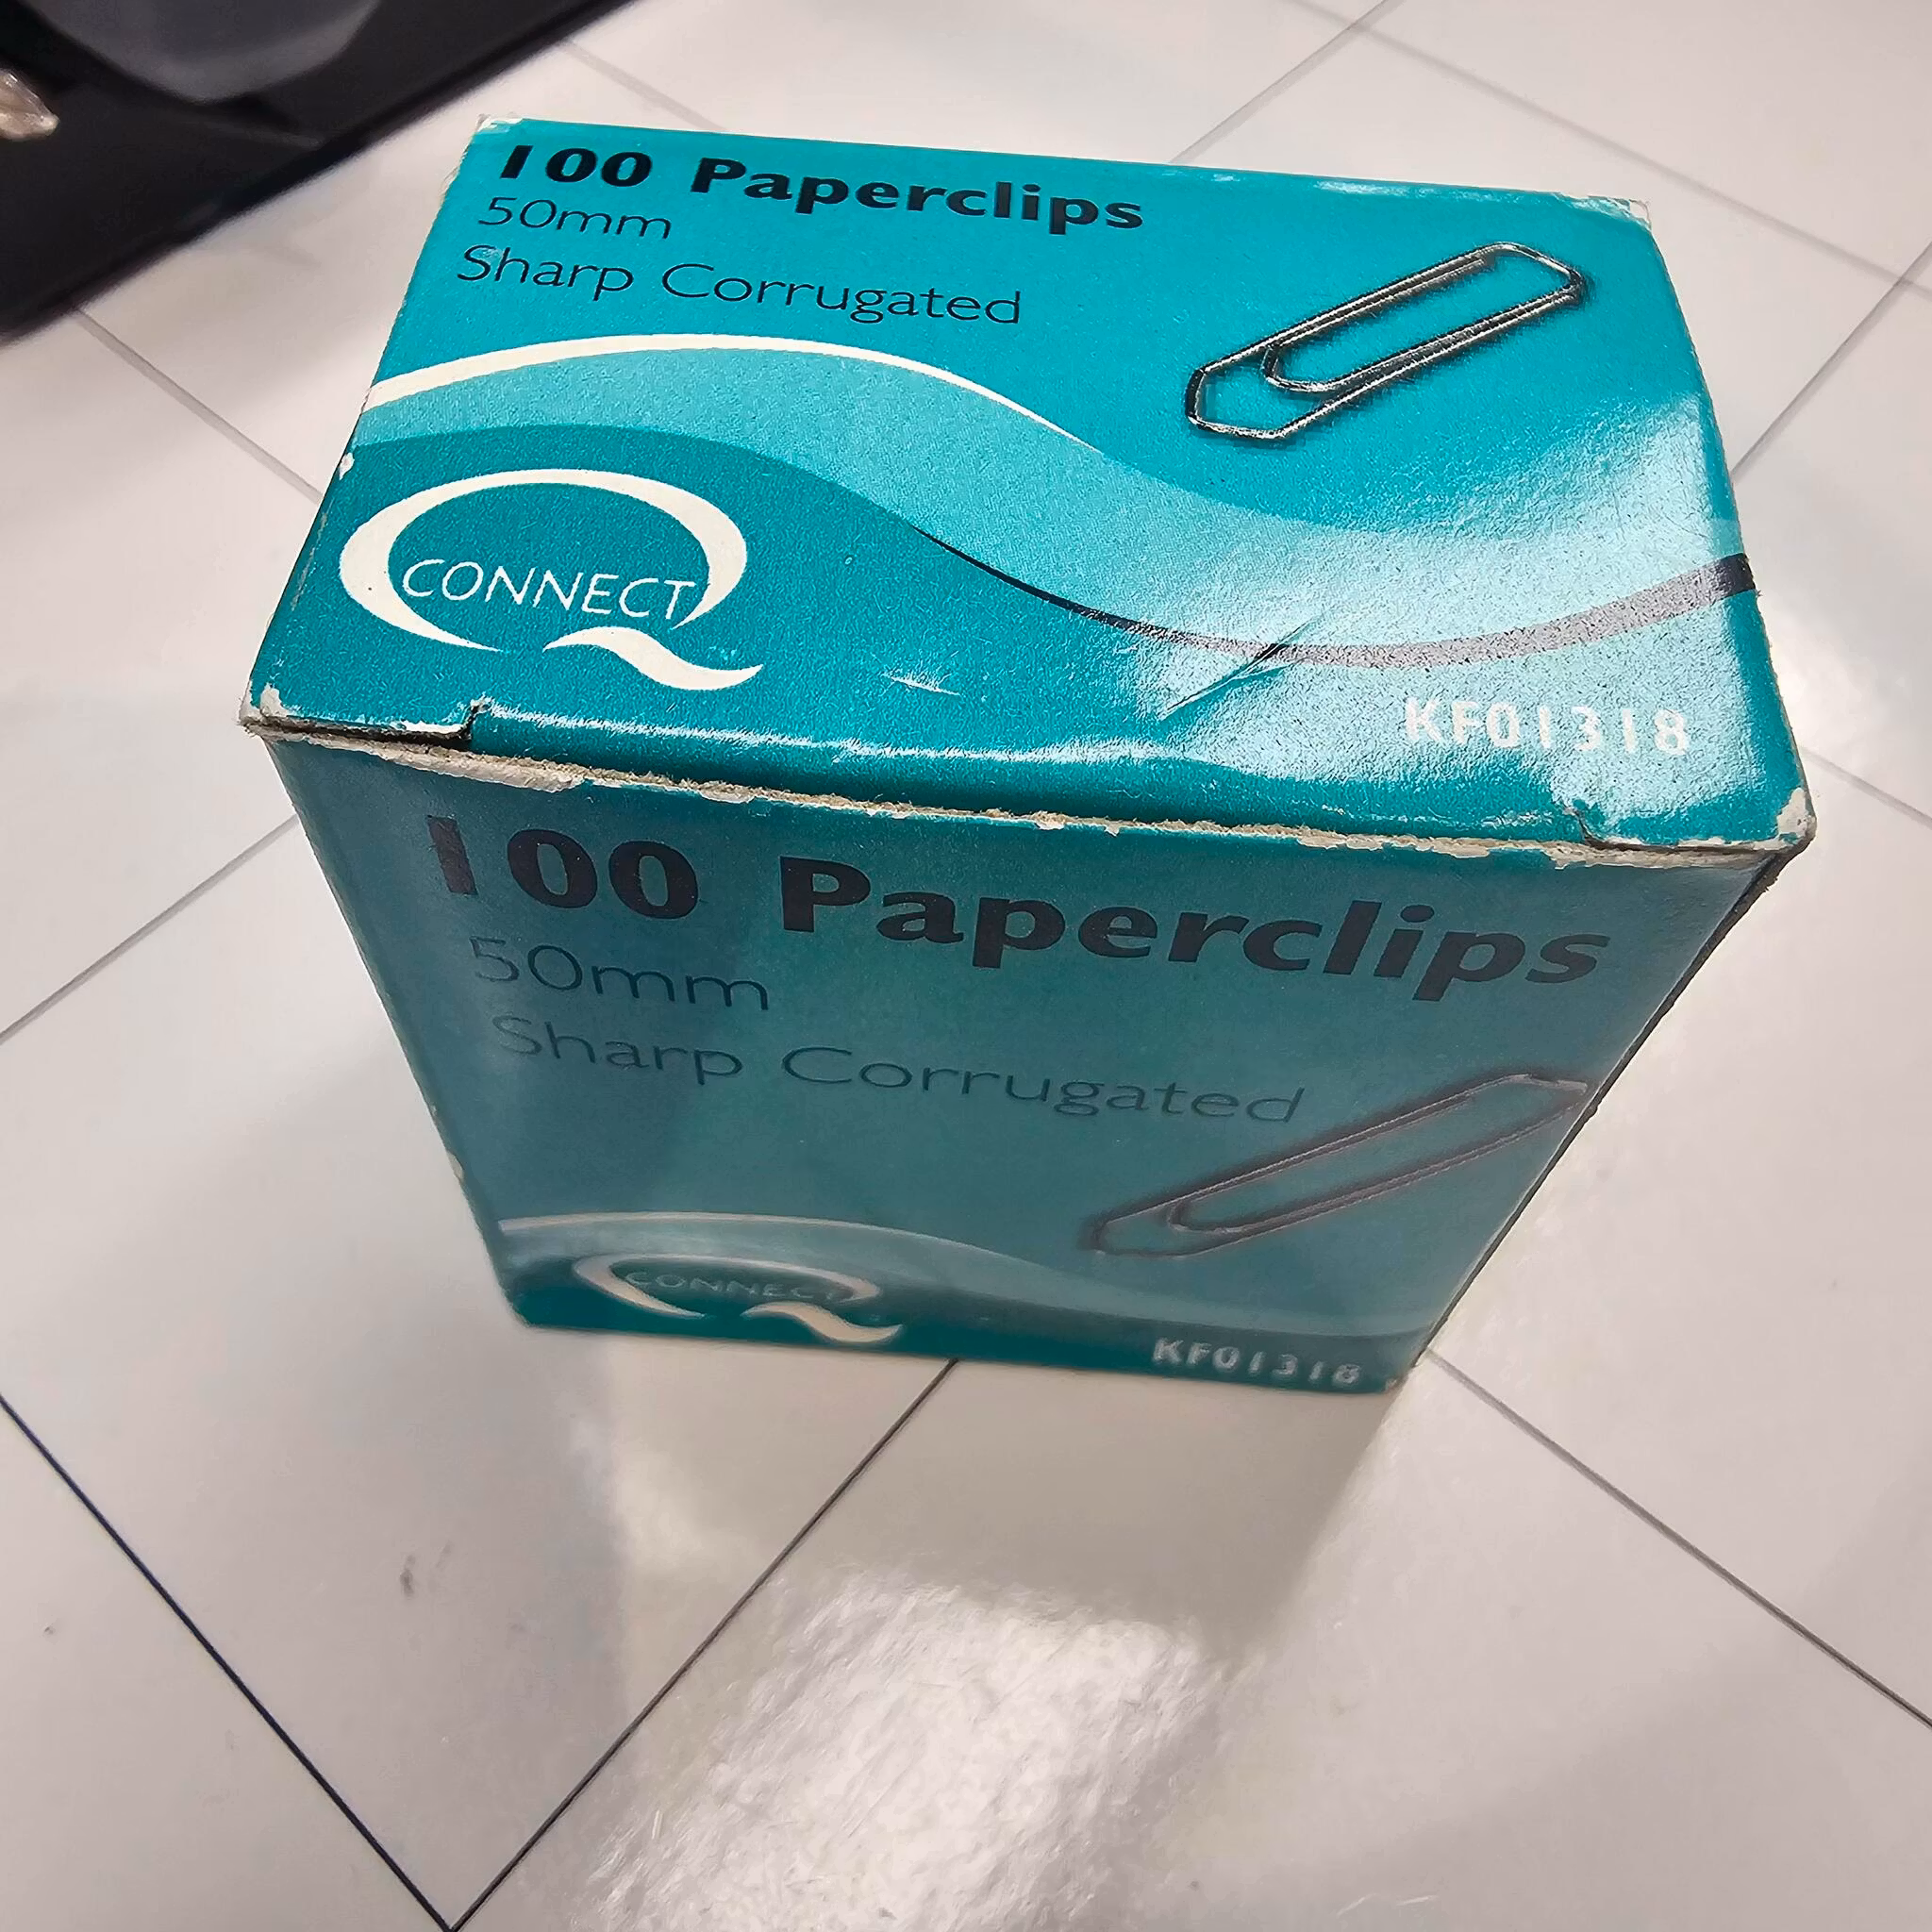 100 Paperclips
50mm
Sharp Corrugated
CONNECT
KF01318
100 Paperclips
50mm
Sharp Corrugated
CONNECT
KF01318